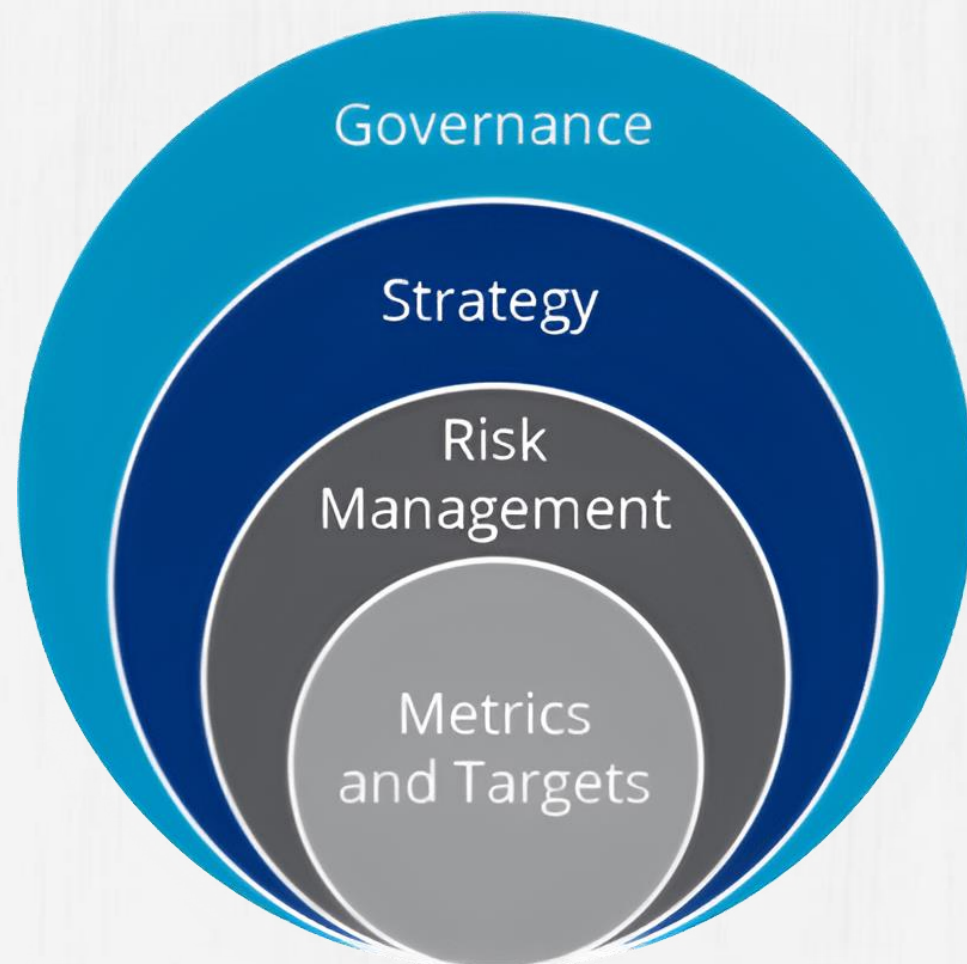 Governance
Strategy
Risk
Management
Metrics
and Targets